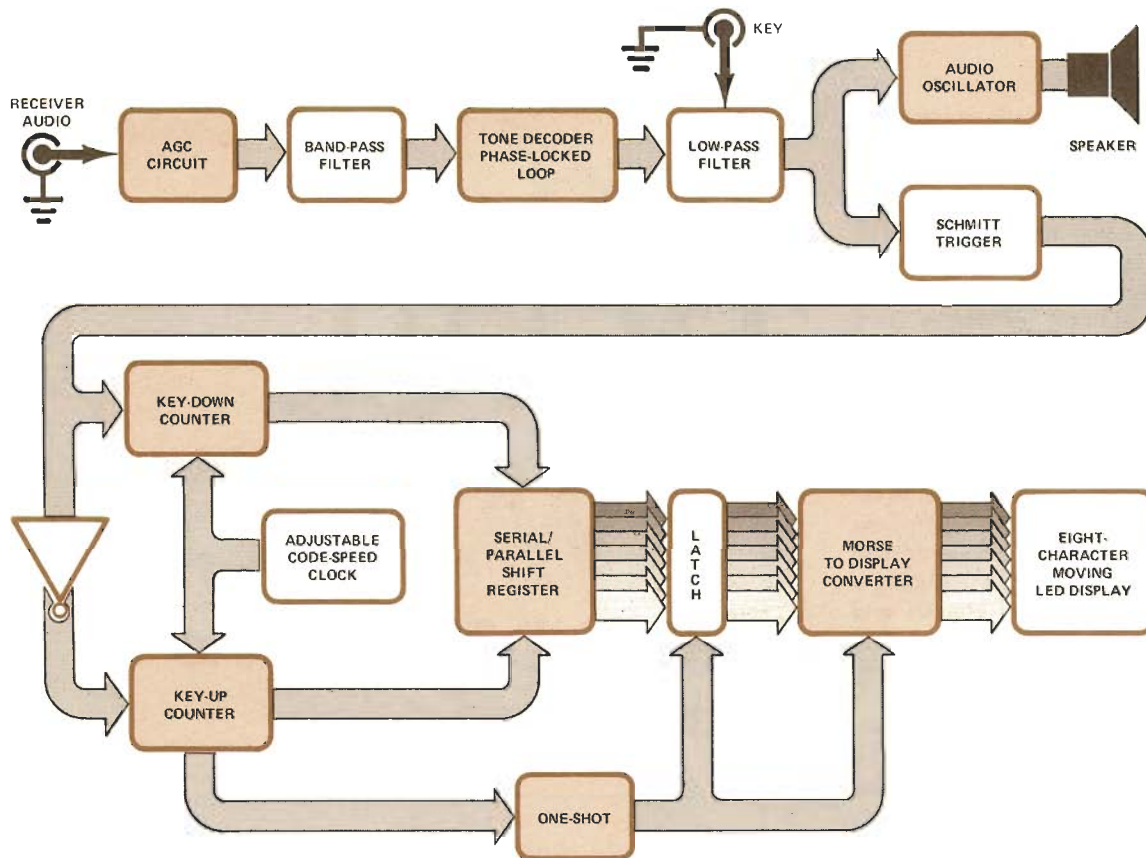 KEY
RECEIVER
AUDIO
AGC
CIRCUIT
BAND-PASS
FILTER
TONE DECODER
PHASE-LOCKED
LOOP
LOW-PASS
FILTER
AUDIO
OSCILLATOR
SPEAKER
SCHMITT
TRIGGER
KEY-DOWN
COUNTER
ADJUSTABLE
CODE-SPEED
CLOCK
SERIAL/
PARALLEL
SHIFT
REGISTER
L
A
T
C
H
MORSE
TO DISPLAY
CONVERTER
EIGHT-
CHARACTER
MOVING
LED DISPLAY
KEY-UP
COUNTER
ONE-SHOT